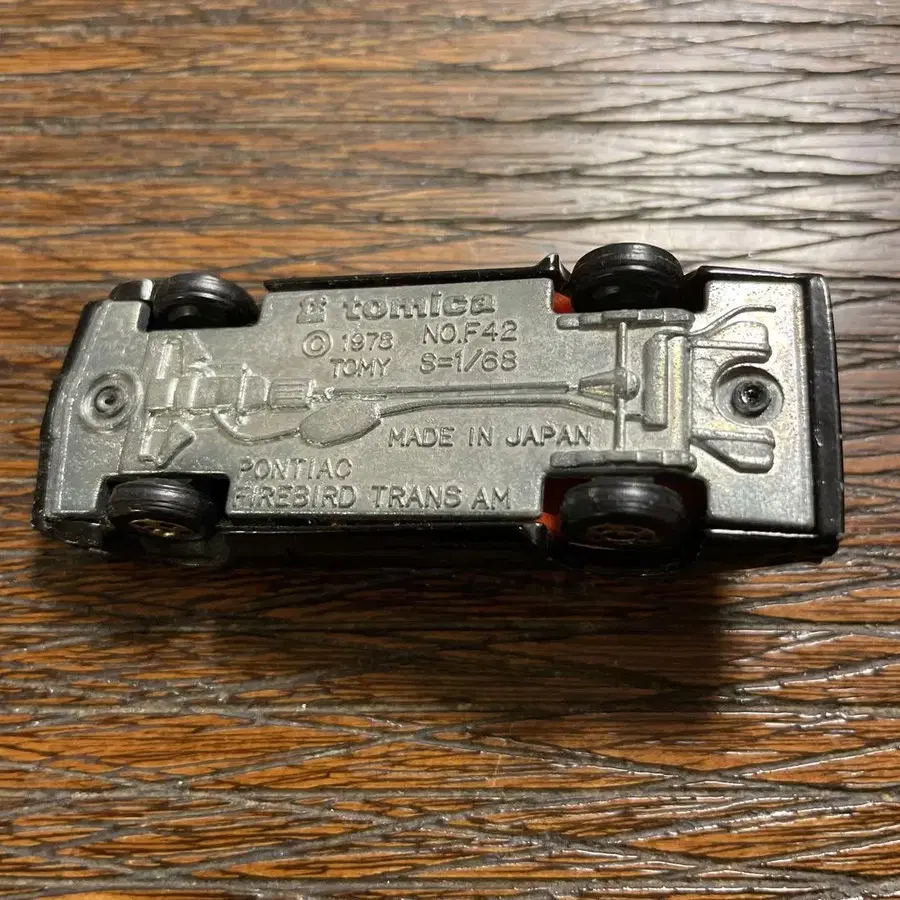 tomica
© 1978 NO.F42
TOMY S=1/68
MADE IN JAPAN
PONTIAC
FIREBIRD TRANS AM